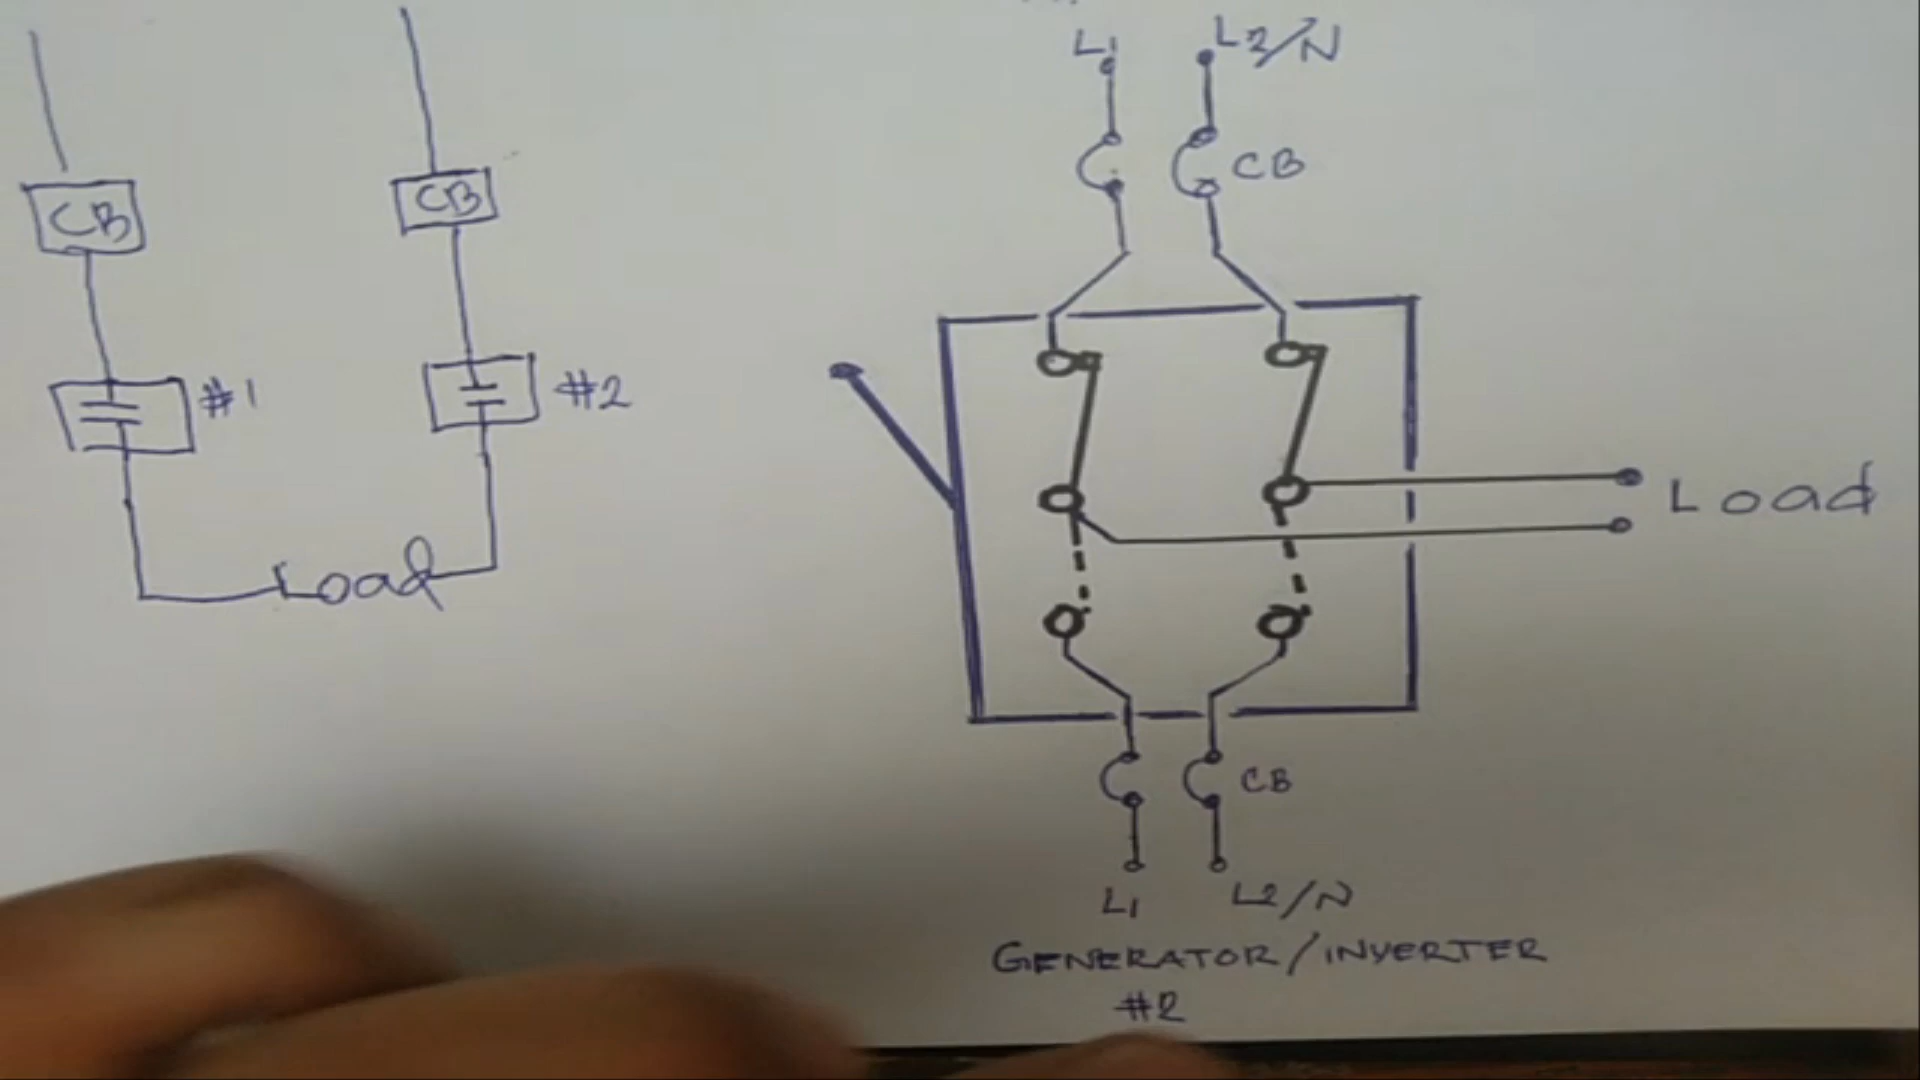 CB
#1
CB
#2
Load
L1
L2/N
CB
Load
CB
L1
L2/N
GENERATOR/INVERTER
#2